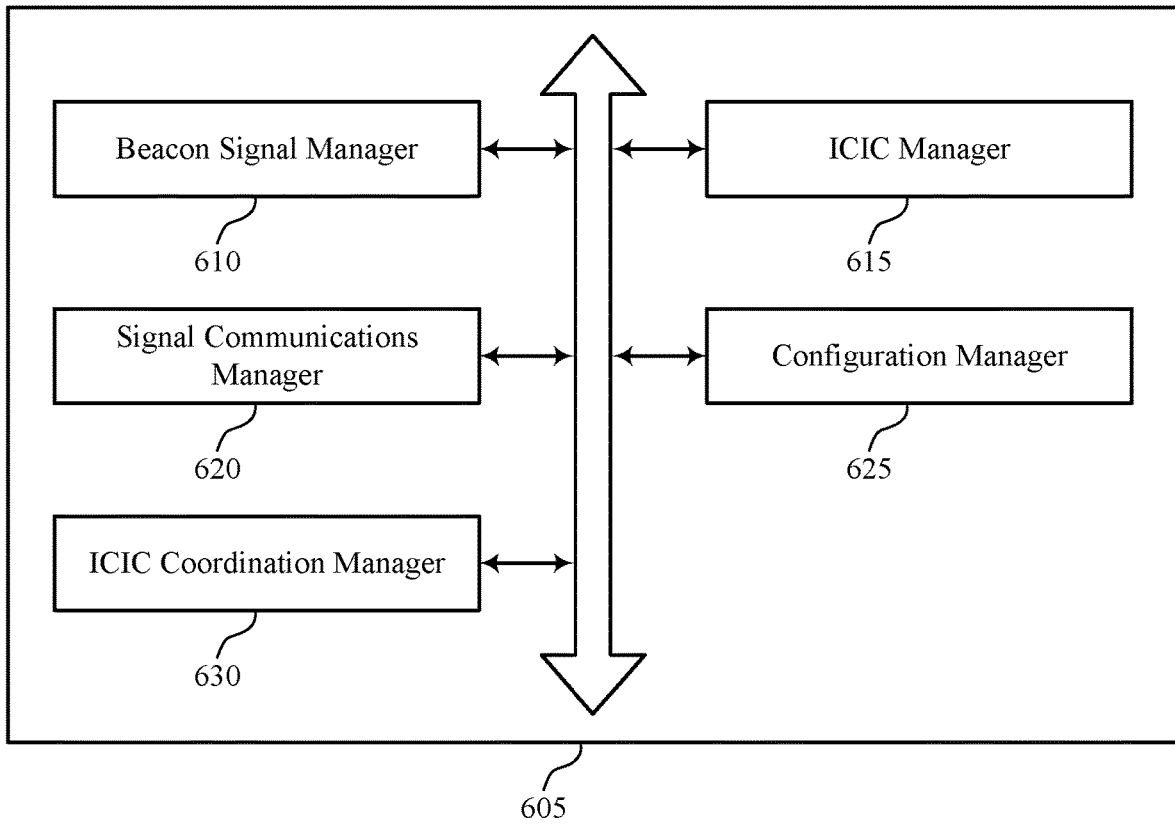 Beacon Signal Manager
610
ICIC Manager
615
Signal Communications
Manager
620
Configuration Manager
625
ICIC Coordination Manager
630
605